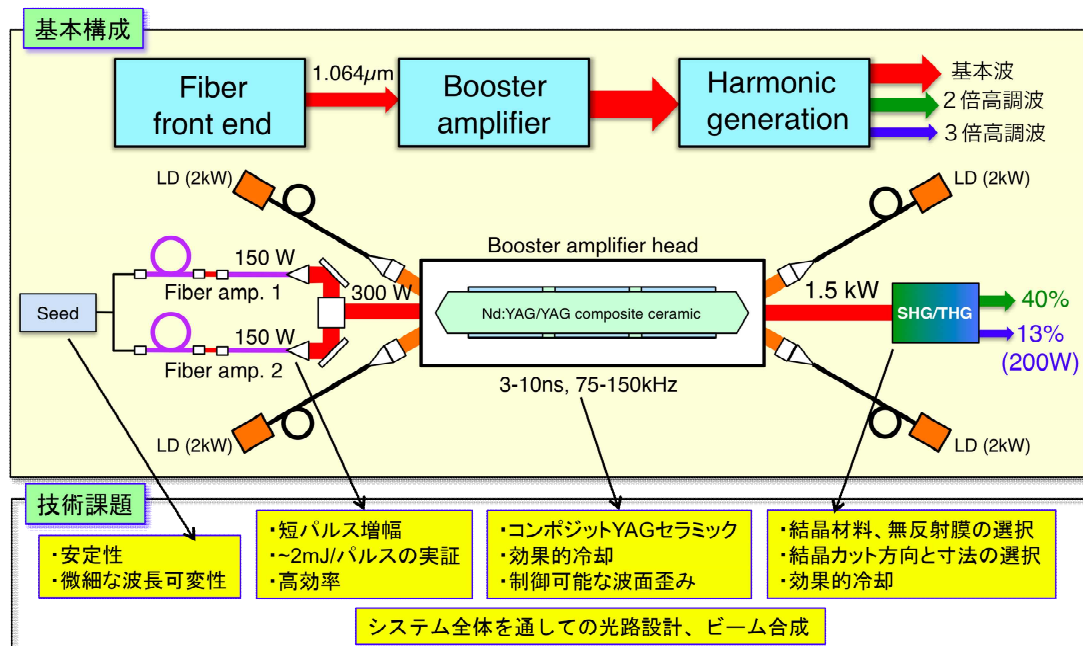 基本構成
Fiber
front end
1.064μm
Booster
amplifier
Harmonic
generation
基本波
2倍高調波
3倍高調波
LD (2kW)
LD (2kW)
Booster amplifier head
150 W
Fiber amp. 1
300 W
Seed
Nd:YAG/YAG composite ceramic
1.5 kW
SHG/THG
40%
13%
(200W)
150 W
Fiber amp. 2
3-10ns, 75-150kHz
LD (2kW)
LD (2kW)
技術課題
・安定性
・微細な波長可変性
・短パルス増幅
・~2mJ/パルスの実証
・高効率
・コンポジットYAGセラミック
・効果的冷却
・制御可能な波面歪み
・結晶材料、無反射膜の選択
・結晶カット方向と寸法の選択
・効果的冷却
システム全体を通しての光路設計、ビーム合成